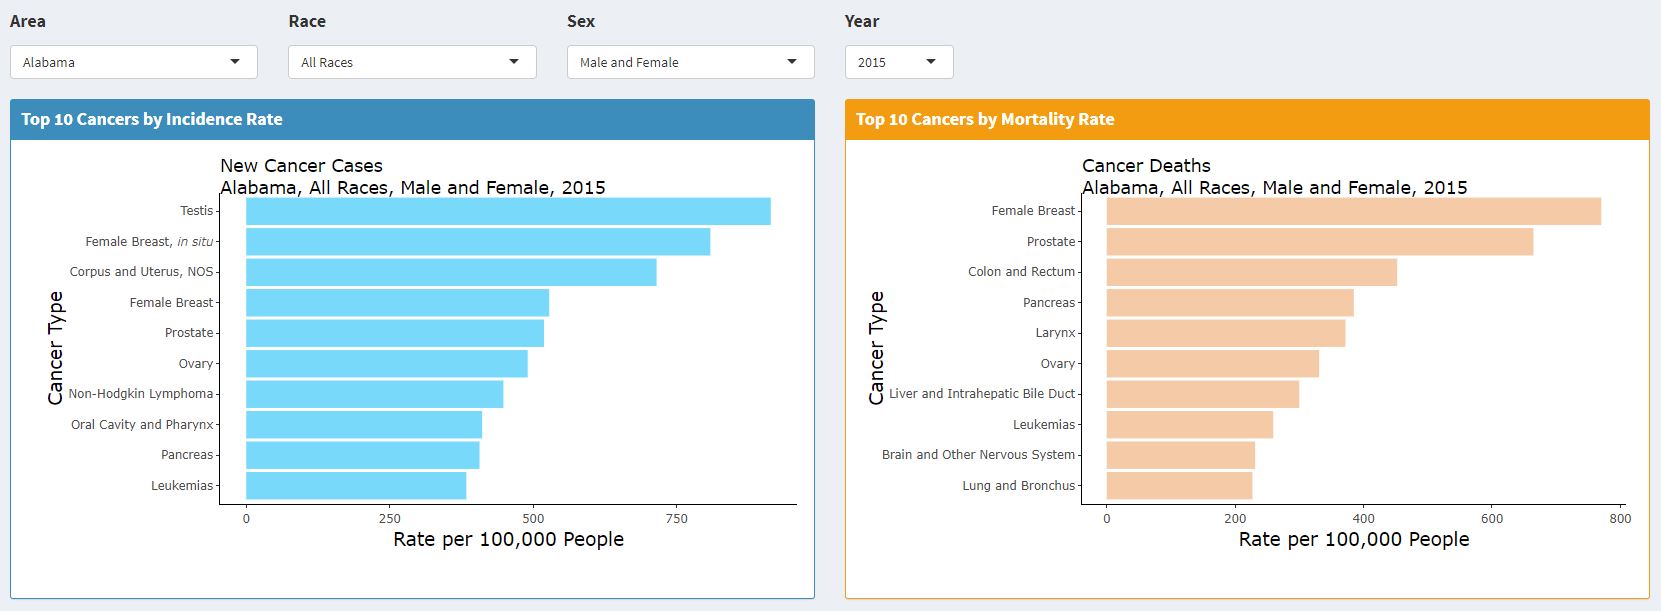 Area
Race
Sex
Year
Alabama
All Races
Male and Female
2015
Top 10 Cancers by Incidence Rate
New Cancer Cases
Alabama, All Races, Male and Female, 2015
Cancer Type
Testis
Female Breast, in situ
Corpus and Uterus, NOS
Female Breast
Prostate
Ovary
Non-Hodgkin Lymphoma
Oral Cavity and Pharynx
Pancreas
Leukemias
0
250
500
750
Rate per 100,000 People
Top 10 Cancers by Mortality Rate
Cancer Deaths
Alabama, All Races, Male and Female, 2015
Cancer Type
Female Breast
Prostate
Colon and Rectum
Pancreas
Larynx
Ovary
Liver and Intrahepatic Bile Duct
Leukemias
Brain and Other Nervous System
Lung and Bronchus
0
200
400
600
800
Rate per 100,000 People